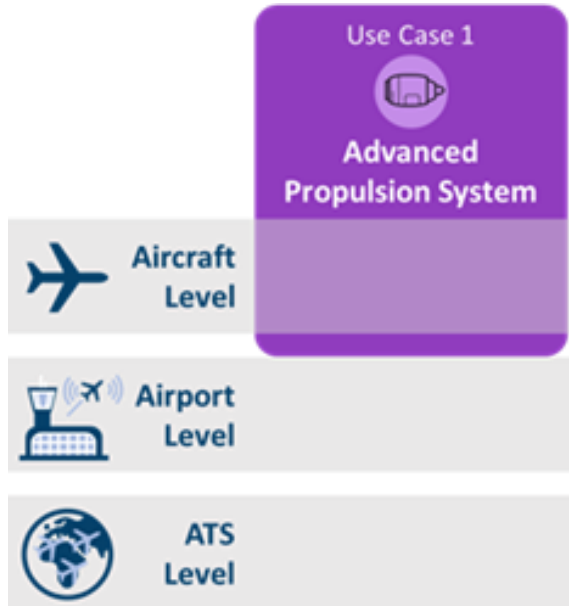 Use Case 1
Advanced
Propulsion System
Aircraft
Level
Airport
Level
ATS
Level